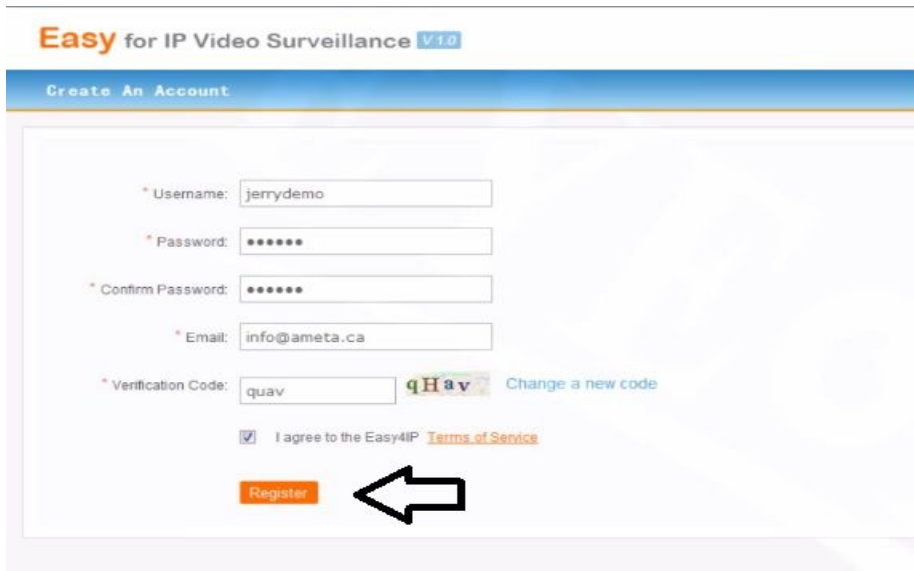 Easy for IP Video Surveillance V 1.0
Create An Account
* Username: jerrydemo
* Password: ••••••
* Confirm Password: ••••••
* Email: info@ameta.ca
* Verification Code: quav qHav Change a new code
I agree to the Easy4IP Terms of Service
Register